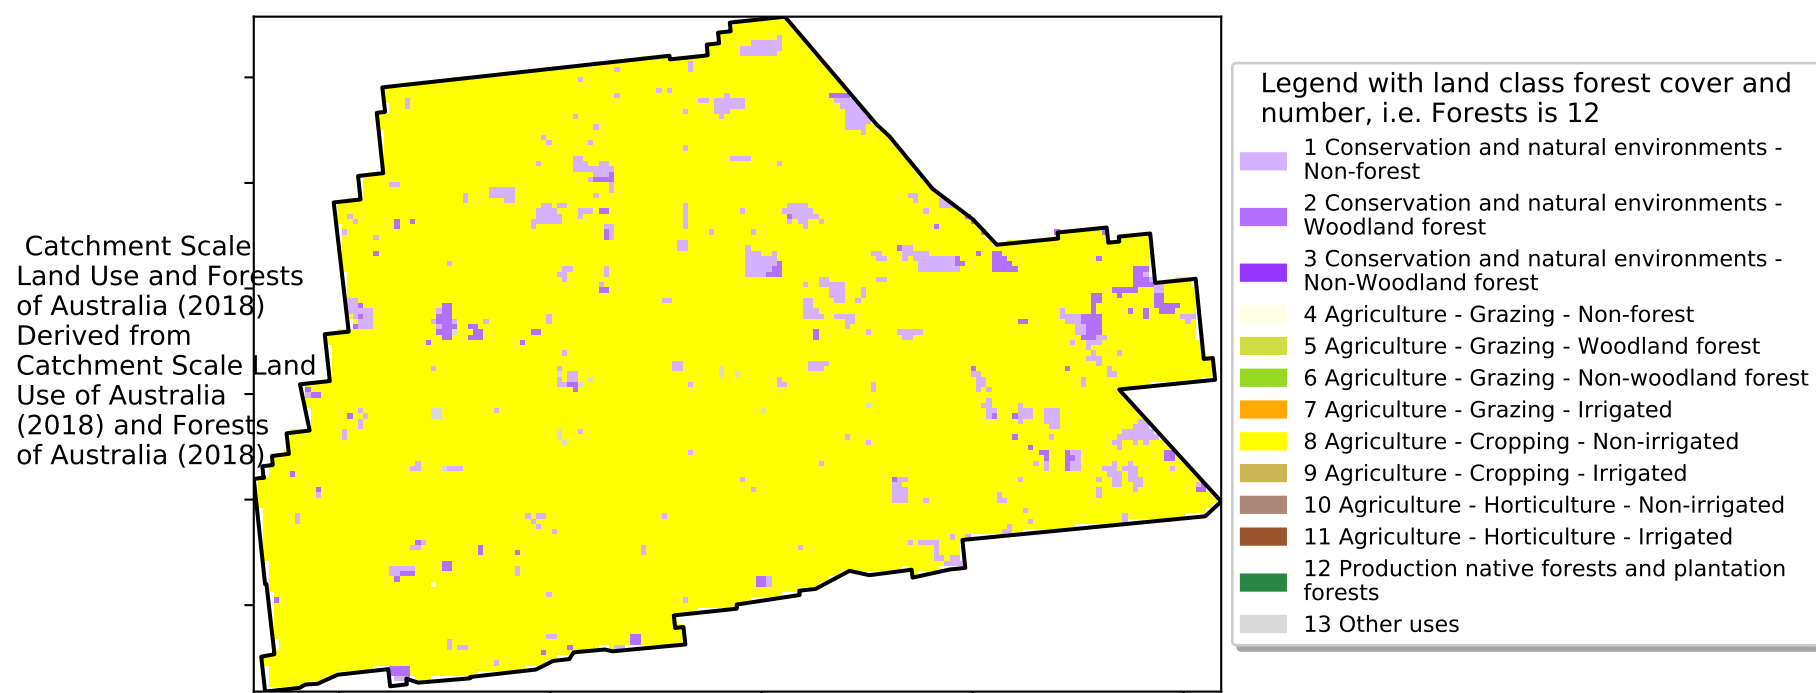 Catchment Scale
Land Use and Forests
of Australia (2018)
Derived from
Catchment Scale Land
Use of Australia
(2018) and Forests
of Australia (2018)
Legend with land class forest cover and
number, i.e. Forests is 12
1 Conservation and natural environments -
Non-forest
2 Conservation and natural environments -
Woodland forest
3 Conservation and natural environments -
Non-Woodland forest
4 Agriculture - Grazing - Non-forest
5 Agriculture - Grazing - Woodland forest
6 Agriculture - Grazing - Non-woodland forest
7 Agriculture - Grazing - Irrigated
8 Agriculture - Cropping - Non-irrigated
9 Agriculture - Cropping - Irrigated
10 Agriculture - Horticulture - Non-irrigated
11 Agriculture - Horticulture - Irrigated
12 Production native forests and plantation
forests
13 Other uses